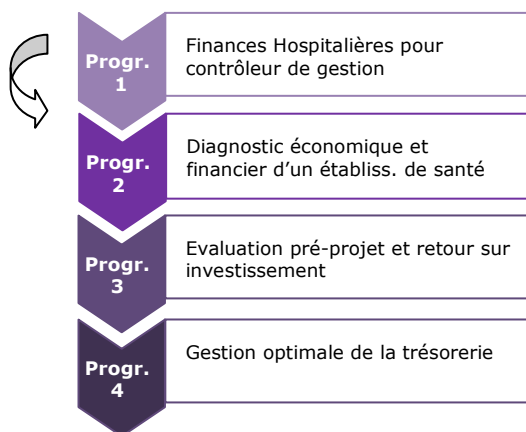 Progr.
1
Finances Hospitalières pour
contrôleur de gestion
Progr.
2
Diagnostic économique et
financier d'un établiss. de santé
Progr.
3
Evaluation pré-projet et retour sur
investissement
Progr.
4
Gestion optimale de la trésorerie